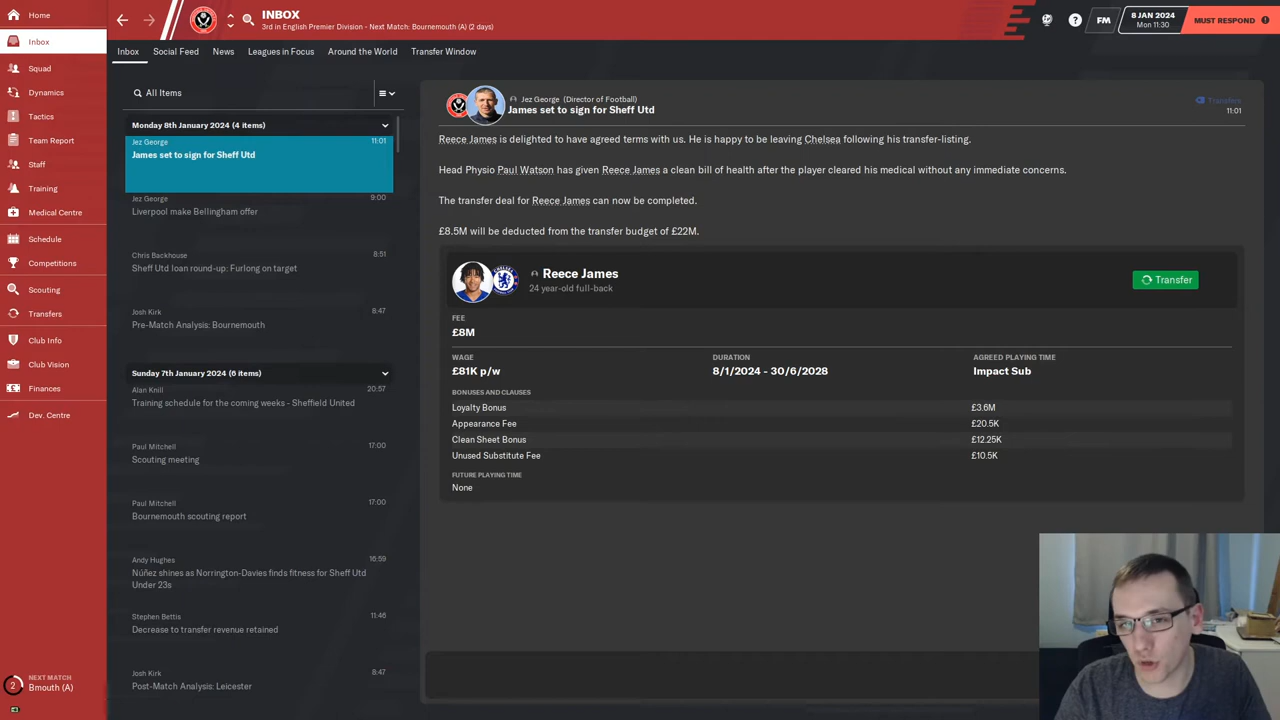 Home
Inbox
Squad
Dynamics
Tactics
Team Report
Staff
Training
Medical Centre
Schedule
Competitions
Scouting
Transfers
Club Info
Club Vision
Finances
Dev. Centre
2
NEXT MATCH
Bmouth (A)
INBOX
3rd in English Premier Division - Next Match: Bournemouth (A) (2 days)
?
FM
8 JAN 2024
Mon 11:30
MUST RESPOND
Inbox
Social Feed
News
Leagues in Focus
Around the World
Transfer Window
All Items
Monday 8th January 2024 (4 items)
Jez George 11:01
James set to sign for Sheff Utd
Jez George 9:00
Liverpool make Bellingham offer
Chris Backhouse 8:51
Sheff Utd loan round-up: Furlong on target
Josh Kirk 8:47
Pre-Match Analysis: Bournemouth
Sunday 7th January 2024 (6 items)
Alan Knill 20:57
Training schedule for the coming weeks - Sheffield United
Paul Mitchell 17:00
Scouting meeting
Paul Mitchell 17:00
Bournemouth scouting report
Andy Hughes 16:59
Núñez shines as Norrington-Davies finds fitness for Sheff Utd
Under 23s
Stephen Bettis 11:46
Decrease to transfer revenue retained
Josh Kirk 8:47
Post-Match Analysis: Leicester
Jez George (Director of Football)
James set to sign for Sheff Utd
Transfers
11:01
Reece James is delighted to have agreed terms with us. He is happy to be leaving Chelsea following his transfer-listing.
Head Physio Paul Watson has given Reece James a clean bill of health after the player cleared his medical without any immediate concerns.
The transfer deal for Reece James can now be completed.
£8.5M will be deducted from the transfer budget of £22M.
Reece James
24 year-old full-back
Transfer
FEE
£8M
WAGE DURATION AGREED PLAYING TIME
£81K p/w 8/1/2024 - 30/6/2028 Impact Sub
BONUSES AND CLAUSES
Loyalty Bonus £3.6M
Appearance Fee £20.5K
Clean Sheet Bonus £12.25K
Unused Substitute Fee £10.5K
FUTURE PLAYING TIME
None